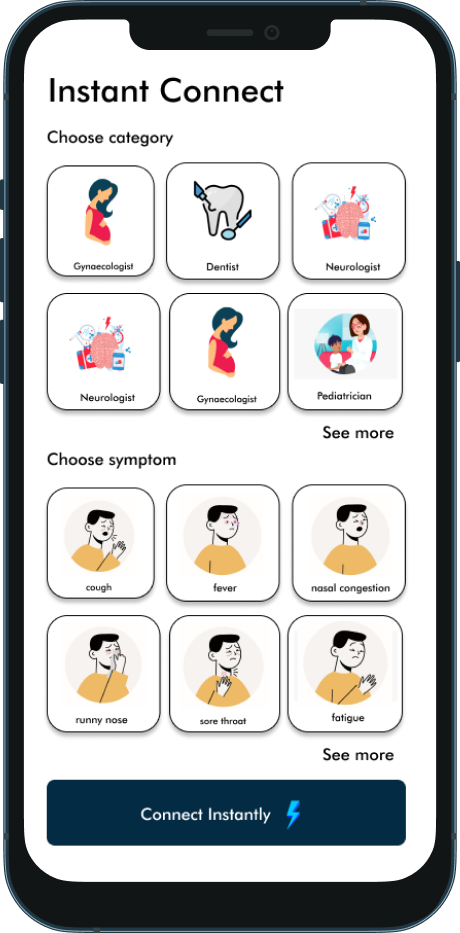 Instant Connect
Choose category
Gynaecologist
Dentist
Neurologist
Neurologist
Gynaecologist
Pediatrician
See more
Choose symptom
cough
fever
nasal congestion
runny nose
sore throat
fatigue
See more
Connect Instantly